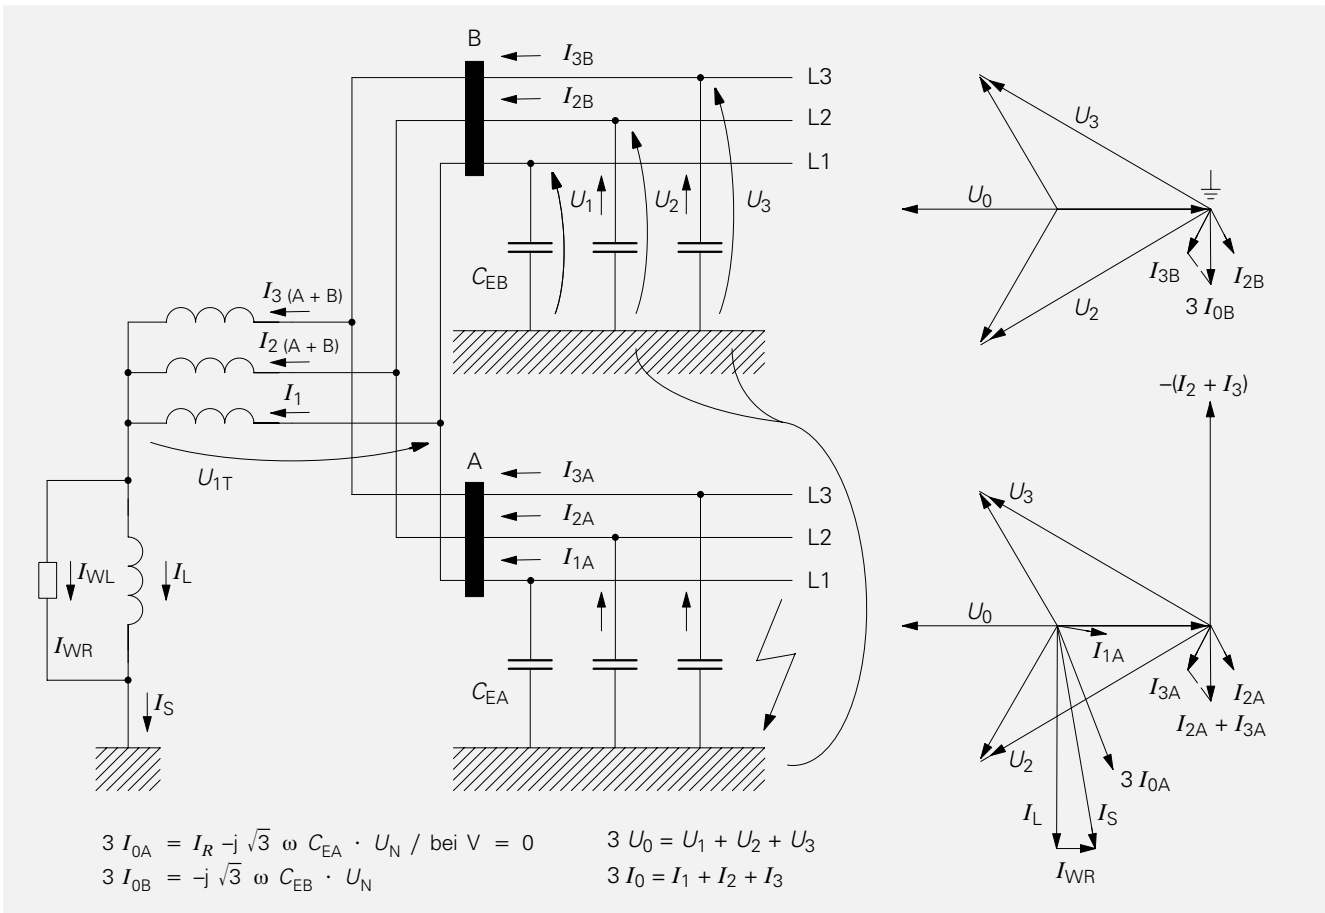 B
I3B
L3
I2B
L2
L1
U1
U2
U3
CEB
I3 (A + B)
I2 (A + B)
I1
U1T
A
I3A
L3
I2A
L2
I1A
L1
IWL
IL
IWR
IS
CEA
U3
U0
I3B
I2B
3 I0B
U2
–(I2 + I3)
U3
U0
I1A
I3A
I2A
I2A + I3A
U2
3 I0A
IL
IS
IWR
3 I0A = IR –j √3 ω CEA · UN / bei V = 0
3 I0B = –j √3 ω CEB · UN
3 U0 = U1 + U2 + U3
3 I0 = I1 + I2 + I3